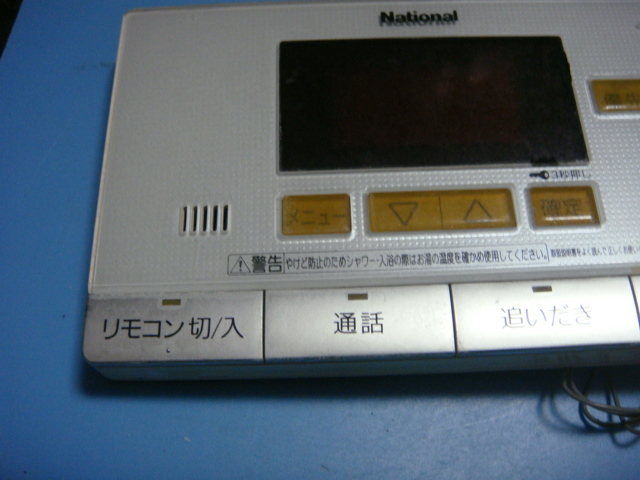 National
3秒押し
メニュー ▽ △ 確定
⚠警告 やけど防止のためシャワー・入浴の際はお湯の温度を確かめ使用してください。
リモコン 切/入 通話 追いだき